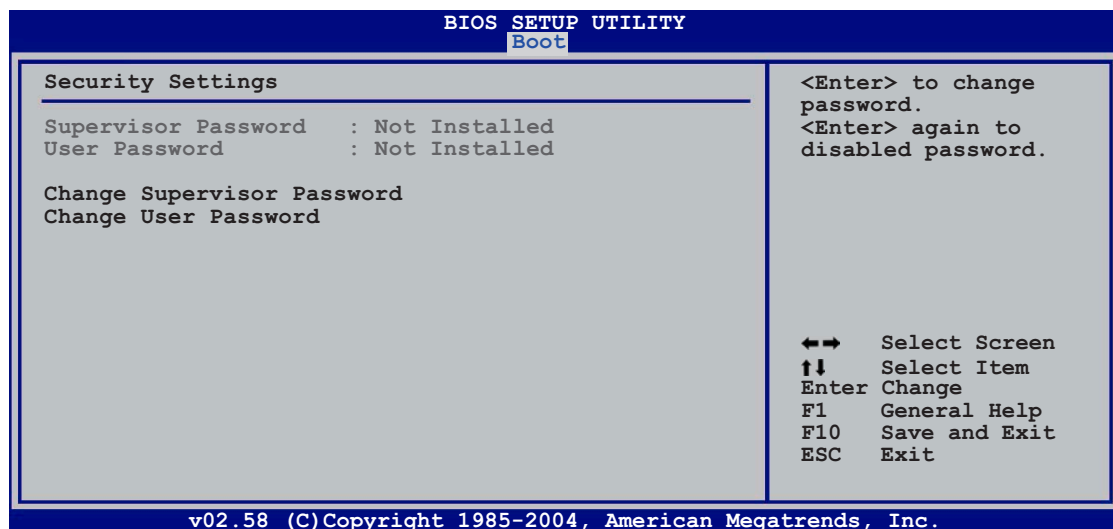 BIOS SETUP UTILITY
Boot
Security Settings
Supervisor Password : Not Installed
User Password : Not Installed
Change Supervisor Password
Change User Password
<Enter> to change
password.
<Enter> again to
disabled password.
←→ Select Screen
↑↓ Select Item
Enter Change
F1 General Help
F10 Save and Exit
ESC Exit
v02.58 (C)Copyright 1985-2004, American Megatrends, Inc.